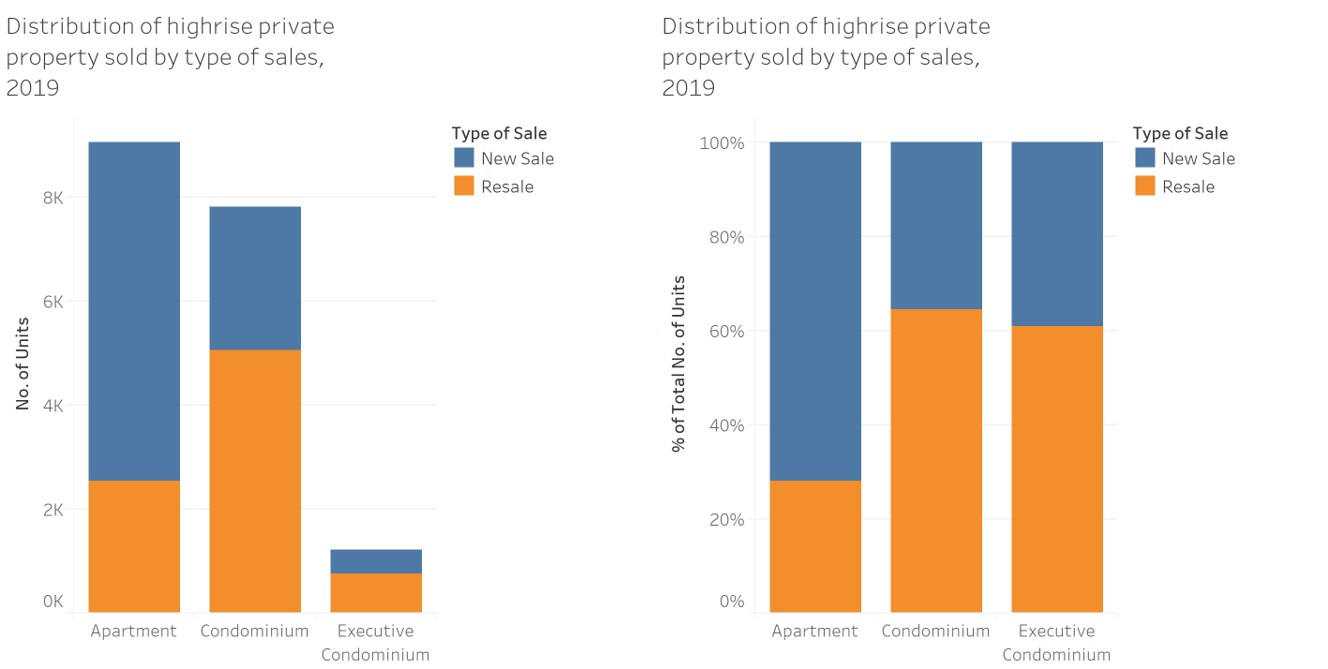 Distribution of highrise private
property sold by type of sales,
2019
Type of Sale
New Sale
Resale
No. of Units
8K
6K
4K
2K
0K
Apartment
Condominium
Executive
Condominium
Distribution of highrise private
property sold by type of sales,
2019
Type of Sale
New Sale
Resale
% of Total No. of Units
100%
80%
60%
40%
20%
0%
Apartment
Condominium
Executive
Condominium